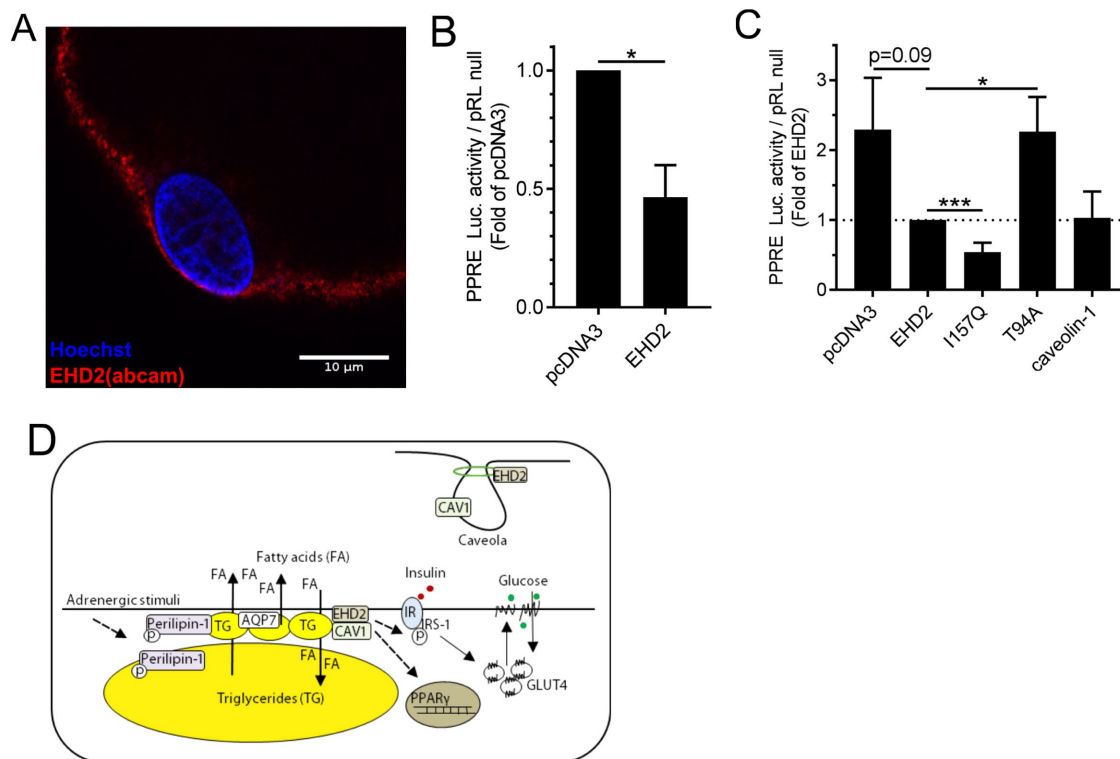 A
Hoechst
EHD2(abcam)
10 µm
B
PPRE Luc. activity / pRL null
(Fold of pcDNA3)
*
1.0
0.5
0.0
pcDNA3
EHD2
C
PPRE Luc. activity / pRL null
(Fold of EHD2)
p=0.09
*
***
3
2
1
0
pcDNA3
EHD2
I157Q
T94A
caveolin-1
D
EHD2
CAV1
Caveola
Fatty acids (FA)
Insulin
Glucose
FA FA
FA
FA
Adrenergic stimuli
Perilipin-1
TG
AQP7
TG
EHD2
CAV1
IR
IRS-1
p
p
Perilipin-1
p
FA
FA
Triglycerides (TG)
PPARγ
GLUT4